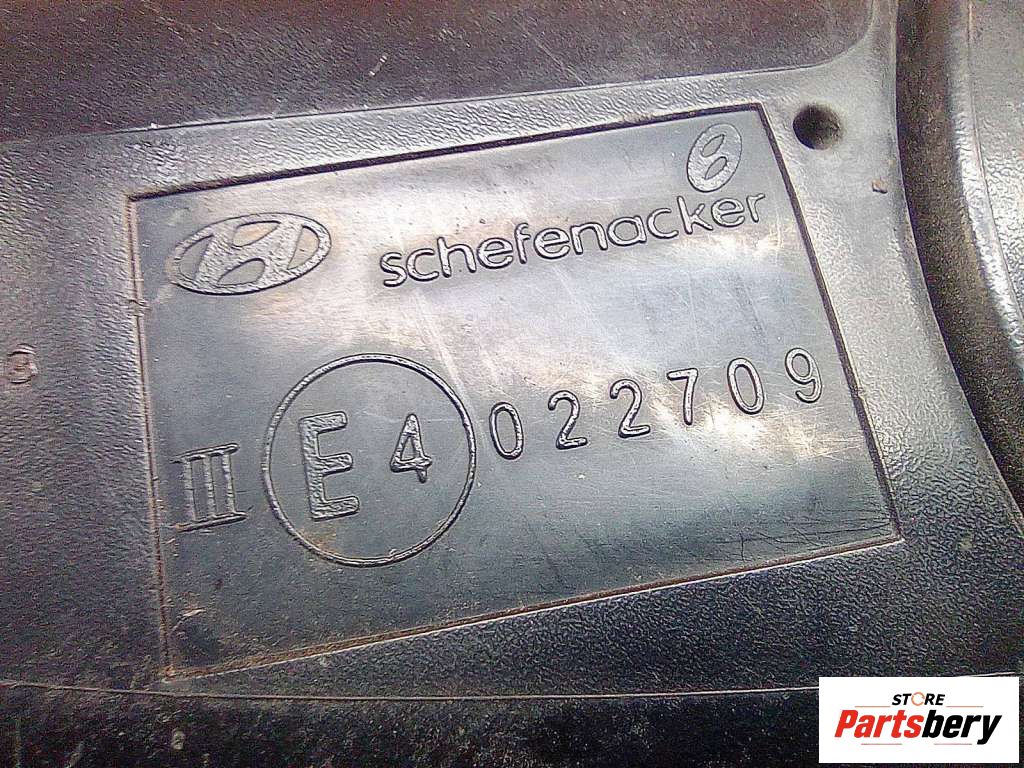 schefenacker
III E4 022709
STORE
Partsbery